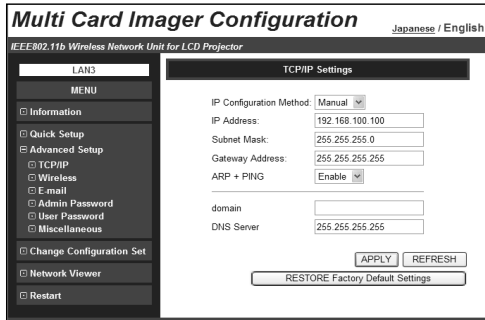 Multi Card Imager Configuration
Japanese / English
IEEE802.11b Wireless Network Unit for LCD Projector
LAN3
MENU
Information
Quick Setup
Advanced Setup
TCP/IP
Wireless
E-mail
Admin Password
User Password
Miscellaneous
Change Configuration Set
Network Viewer
Restart
TCP/IP Settings
IP Configuration Method: Manual
IP Address: 192.168.100.100
Subnet Mask: 255.255.255.0
Gateway Address: 255.255.255.255
ARP + PING Enable
domain
DNS Server 255.255.255.255
APPLY REFRESH
RESTORE Factory Default Settings